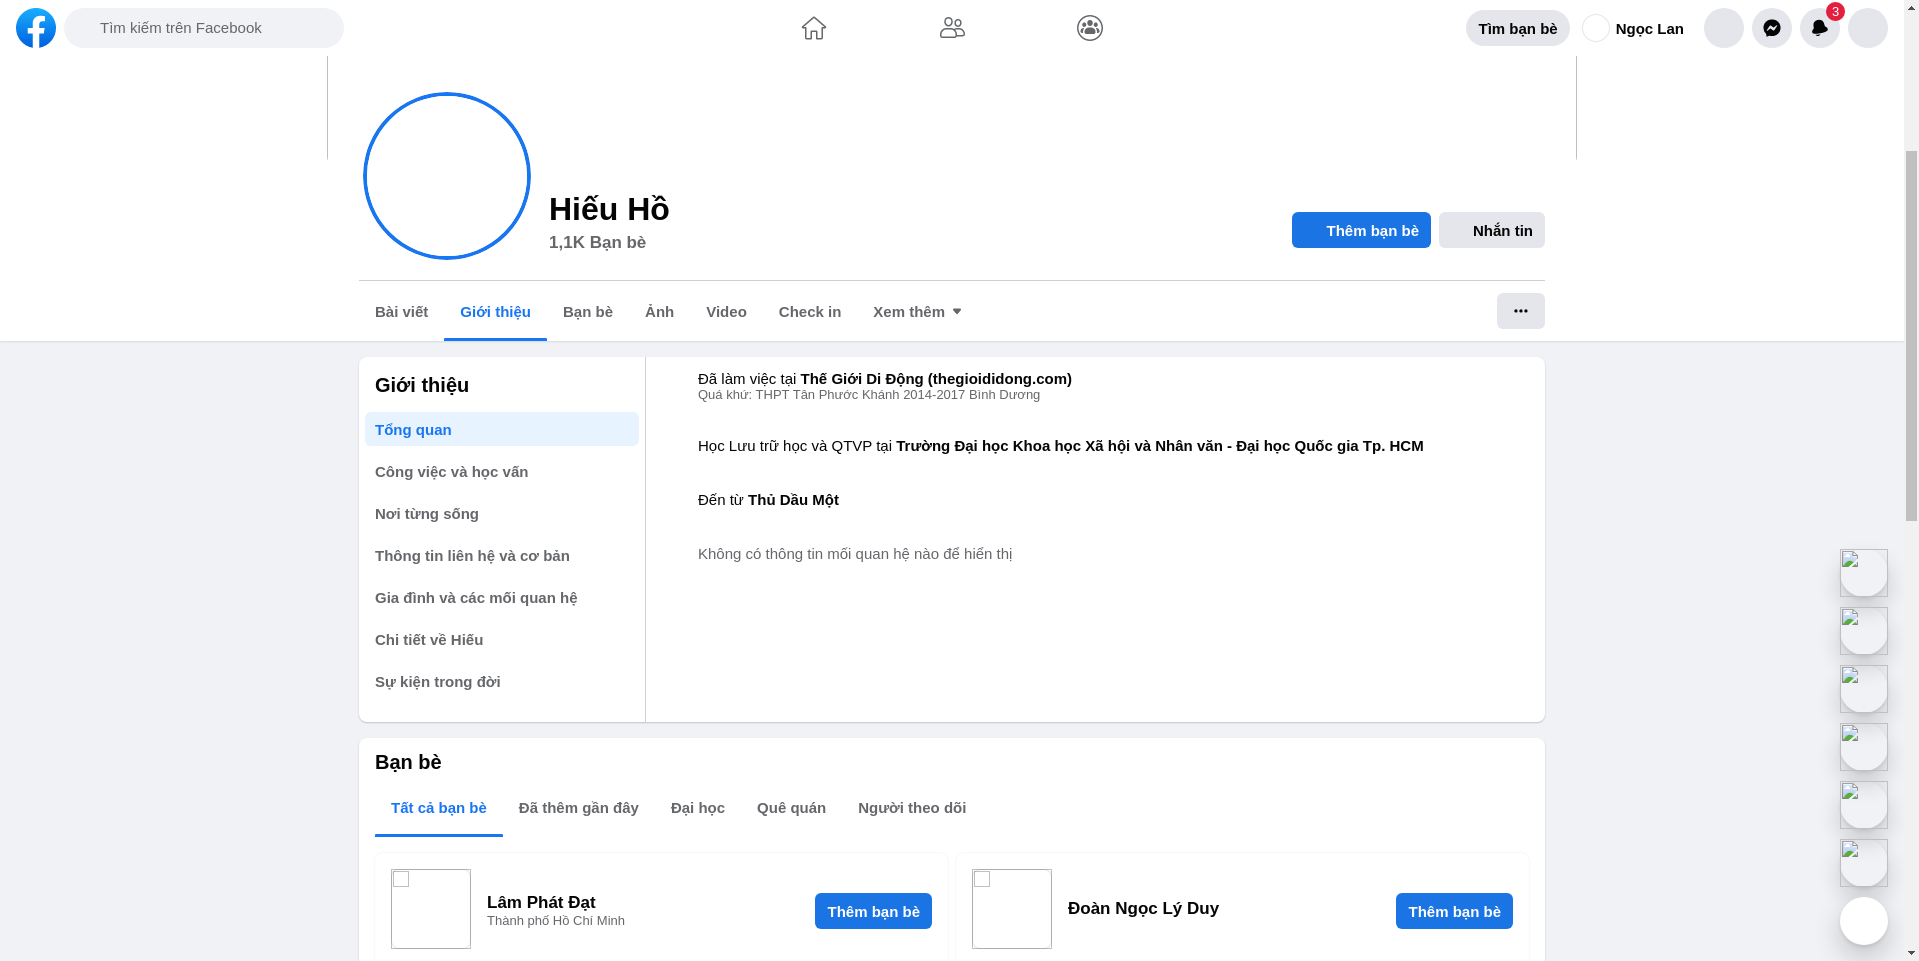 Tìm kiếm trên Facebook
Tìm bạn bè
Ngọc Lan
3
Hiếu Hồ
1,1K Bạn bè
Thêm bạn bè
Nhắn tin
Bài viết
Giới thiệu
Bạn bè
Ảnh
Video
Check in
Xem thêm
Giới thiệu
Tổng quan
Công việc và học vấn
Nơi từng sống
Thông tin liên hệ và cơ bản
Gia đình và các mối quan hệ
Chi tiết về Hiếu
Sự kiện trong đời
Đã làm việc tại Thế Giới Di Động (thegioididong.com)
Quá khứ: THPT Tân Phước Khánh 2014-2017 Bình Dương
Học Lưu trữ học và QTVP tại Trường Đại học Khoa học Xã hội và Nhân văn - Đại học Quốc gia Tp. HCM
Đến từ Thủ Dầu Một
Không có thông tin mối quan hệ nào để hiển thị
Bạn bè
Tất cả bạn bè
Đã thêm gần đây
Đại học
Quê quán
Người theo dõi
Lâm Phát Đạt
Thành phố Hồ Chí Minh
Thêm bạn bè
Đoàn Ngọc Lý Duy
Thêm bạn bè